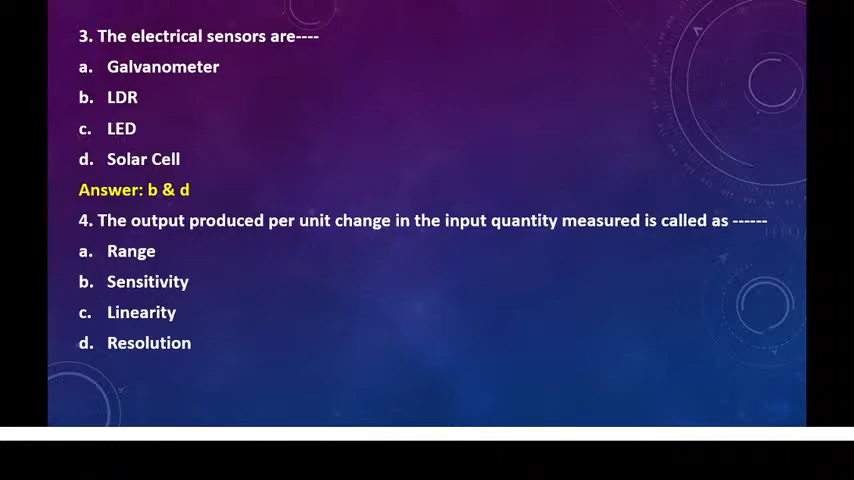 3. The electrical sensors are----
a. Galvanometer
b. LDR
c. LED
d. Solar Cell
Answer: b & d
4. The output produced per unit change in the input quantity measured is called as ------
a. Range
b. Sensitivity
c. Linearity
d. Resolution